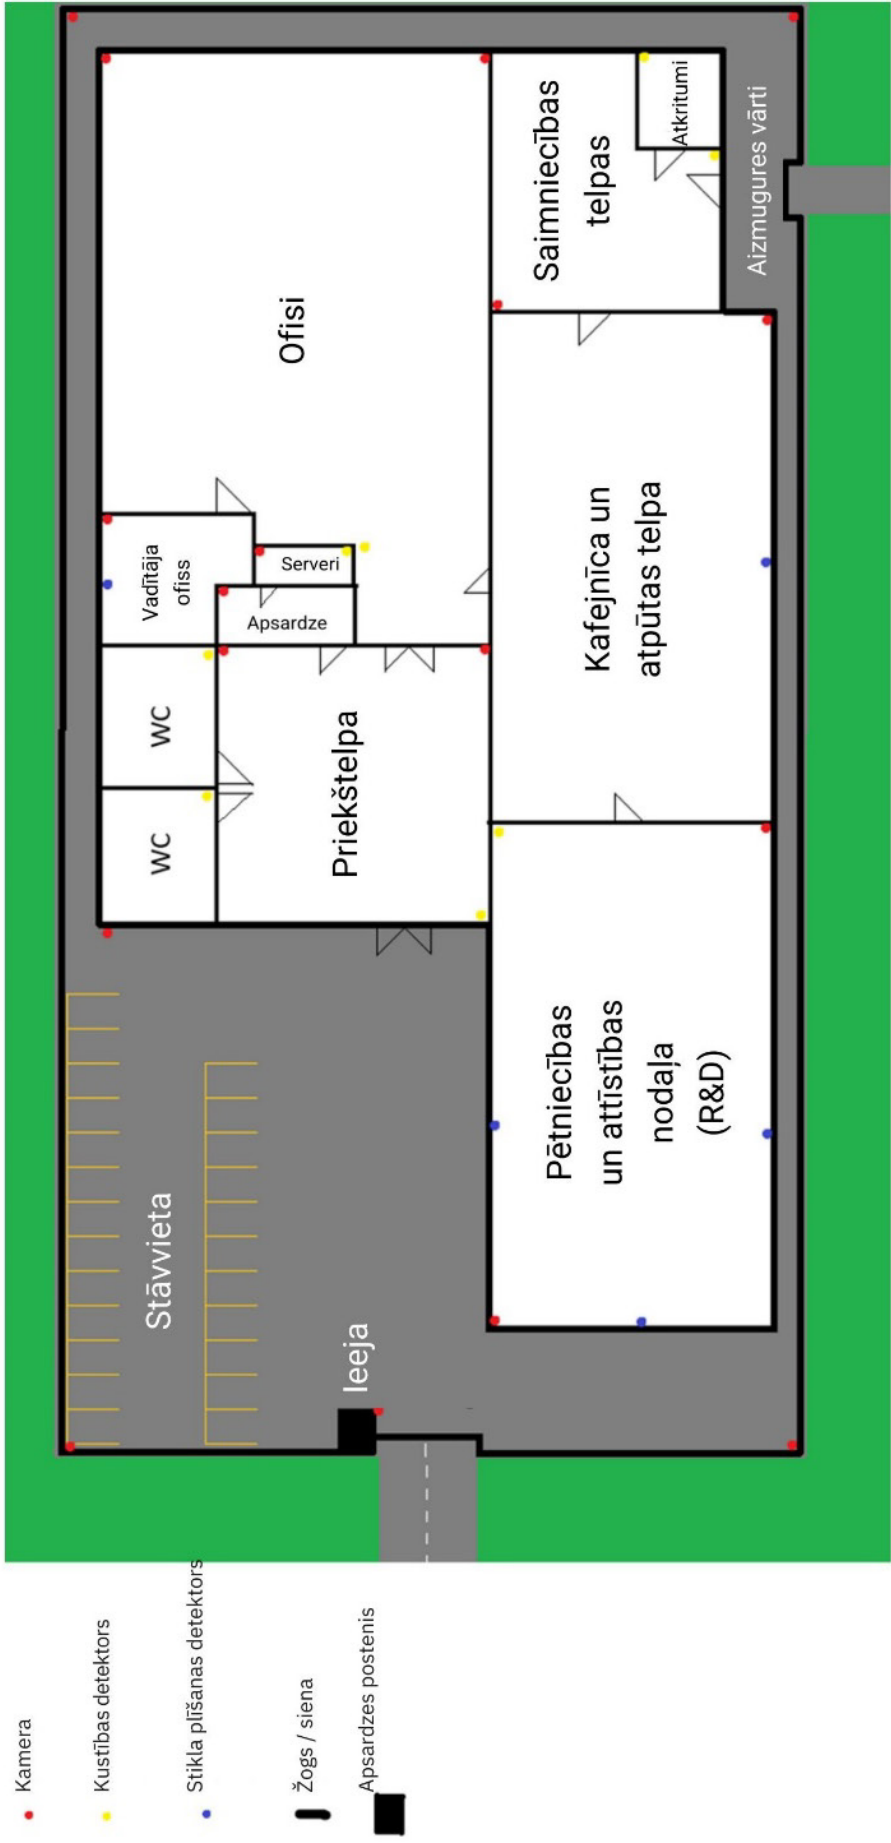 Aizmugures vārti
Atkritumi
Saimniecības
telpas
Ofisi
Vadītāja
ofiss
Serveri
Apsardze
Kafejnīca un
atpūtas telpa
WC
WC
Priekštelpa
Pētniecības
un attīstības
nodaļa
(R&D)
Stāvvieta
Ieeja
Kamera
Kustības detektors
Stikla plīšanas detektors
Žogs / siena
Apsardzes postenis